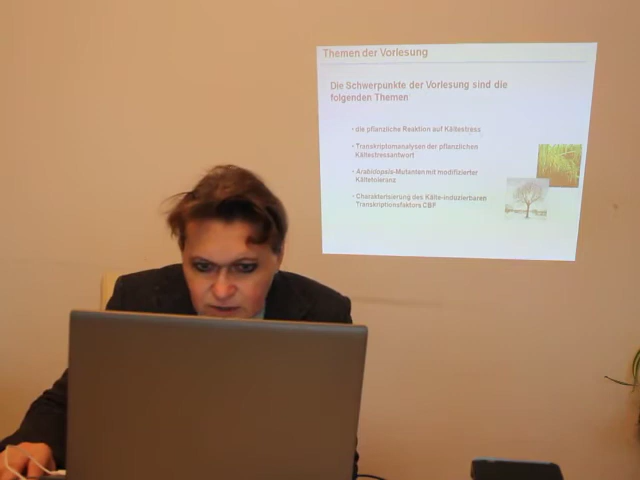 Themen der Vorlesung
Die Schwerpunkte der Vorlesung sind die
folgenden Themen
• die pflanzliche Reaktion auf Kältestress
• Transkriptomanalysen der pflanzlichen
Kältestressantwort
• Arabidopsis-Mutanten mit modifizierter
Kältetoleranz
• Charakterisierung des Kälte-induzierbaren
Transkriptionsfaktors CBF